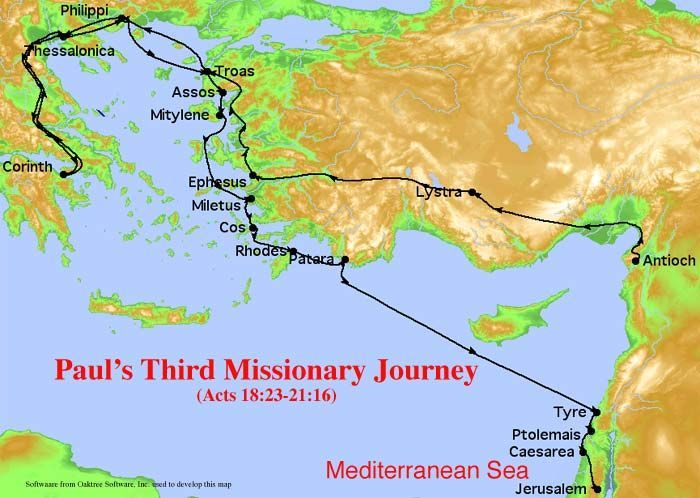 Philippi
Thessalonica
Troas
Assos
Mitylene
Corinth
Ephesus
Lystra
Miletus
Cos
Rhodes
Patara
Antioch
Paul's Third Missionary Journey
(Acts 18:23-21:16)
Tyre
Ptolemais
Caesarea
Mediterranean Sea
Jerusalem
Softwaare from Oaktree Software, Inc. used to develop this map